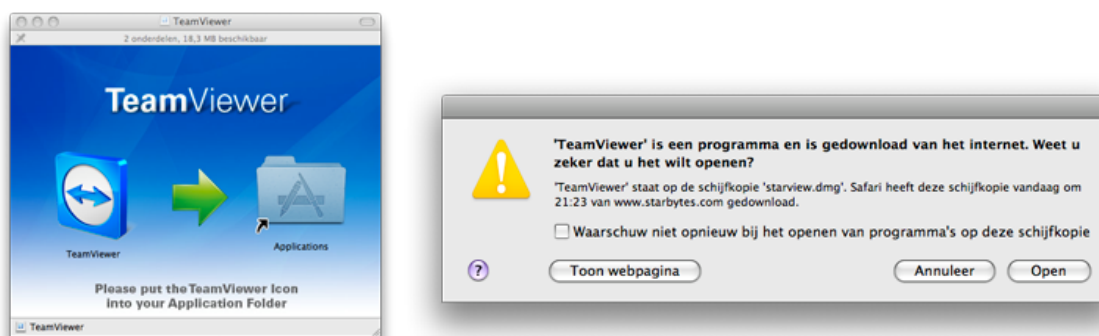 TeamViewer
2 onderdelen, 18,3 MB beschikbaar
TeamViewer
TeamViewer
Applications
Please put the TeamViewer Icon
into your Application Folder
TeamViewer
'TeamViewer' is een programma en is gedownload van het internet. Weet u
zeker dat u het wilt openen?
'TeamViewer' staat op de schijfkopie 'starview.dmg'. Safari heeft deze schijfkopie vandaag om
21:23 van www.starbytes.com gedownload.
Waarschuw niet opnieuw bij het openen van programma's op deze schijfkopie
?
Toon webpagina
Annuleer
Open